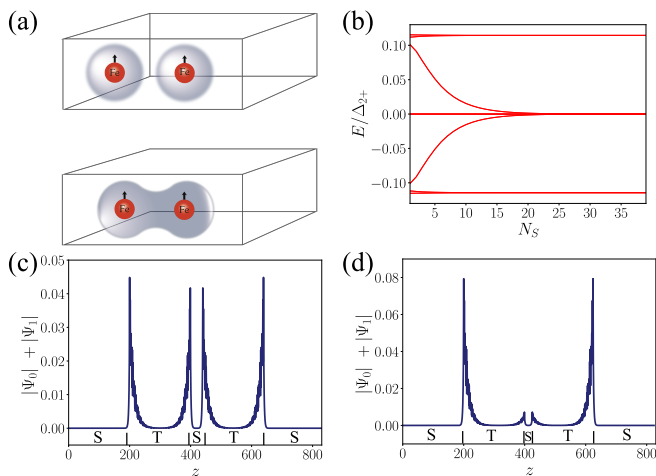 (a)
Fe
Fe
Fe
Fe
(b)
E/Δ₂₊
0.10
0.05
0.00
−0.05
−0.10
5 10 15 20 25 30 35
N_S
(c)
|Ψ₀| + |Ψ₁|
0.05
0.04
0.03
0.02
0.01
0.00
S T S T S
0 200 400 600 800
z
(d)
|Ψ₀| + |Ψ₁|
0.08
0.06
0.04
0.02
0.00
S T S T S
0 200 400 600 800
z